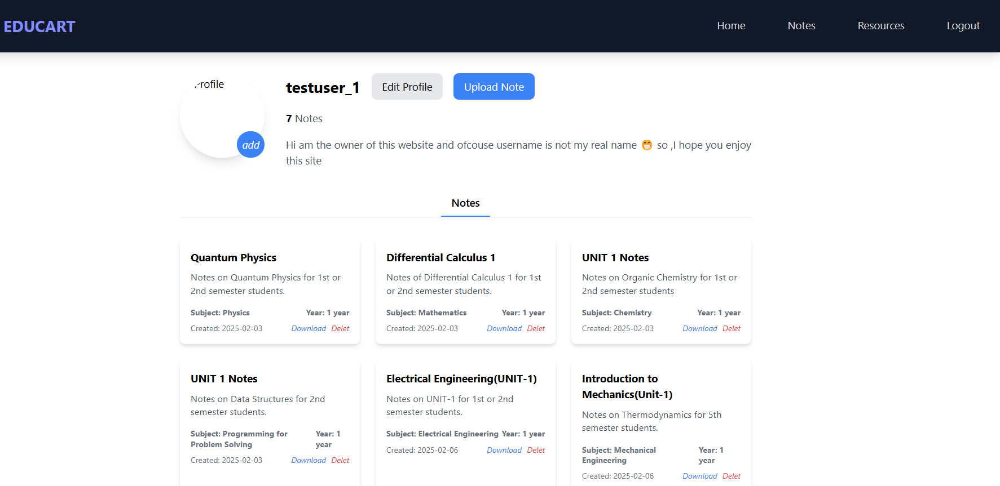 EDUCART
Home Notes Resources Logout
Profile
add
testuser_1 Edit Profile Upload Note
7 Notes
Hi am the owner of this website and ofcouse username is not my real name 😁 so ,I hope you enjoy
this site
Notes
Quantum Physics
Notes on Quantum Physics for 1st or
2nd semester students.
Subject: Physics Year: 1 year
Created: 2025-02-03 Download Delet
Differential Calculus 1
Notes of Differential Calculus 1 for 1st
or 2nd semester students.
Subject: Mathematics Year: 1 year
Created: 2025-02-03 Download Delet
UNIT 1 Notes
Notes on Organic Chemistry for 1st or
2nd semester students
Subject: Chemistry Year: 1 year
Created: 2025-02-03 Download Delet
UNIT 1 Notes
Notes on Data Structures for 2nd
semester students.
Subject: Programming for Year: 1
Problem Solving year
Created: 2025-02-03 Download Delet
Electrical Engineering(UNIT-1)
Notes on UNIT-1 for 1st or 2nd
semester students.
Subject: Electrical Engineering Year: 1 year
Created: 2025-02-06 Download Delet
Introduction to
Mechanics(Unit-1)
Notes on Thermodynamics for 5th
semester students.
Subject: Mechanical Year: 1
Engineering year
Created: 2025-02-06 Download Delet